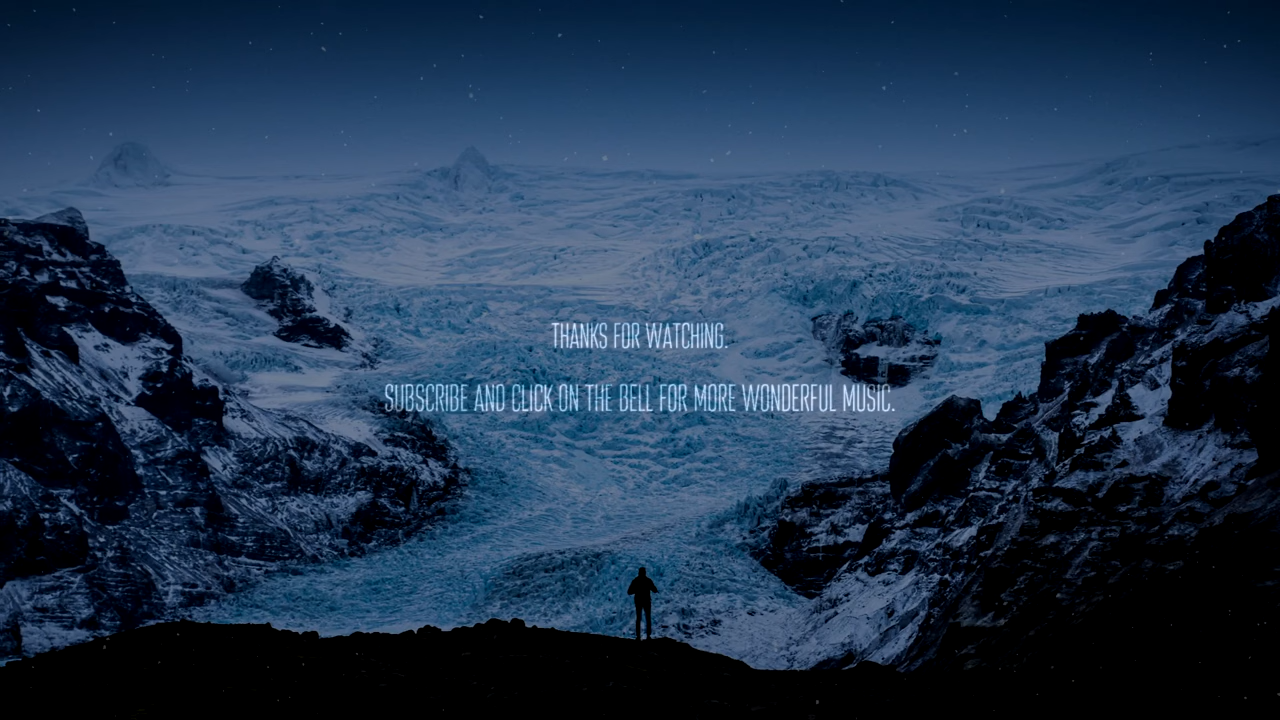 THANKS FOR WATCHING.
SUBSCRIBE AND CLICK ON THE BELL FOR MORE WONDERFUL MUSIC.